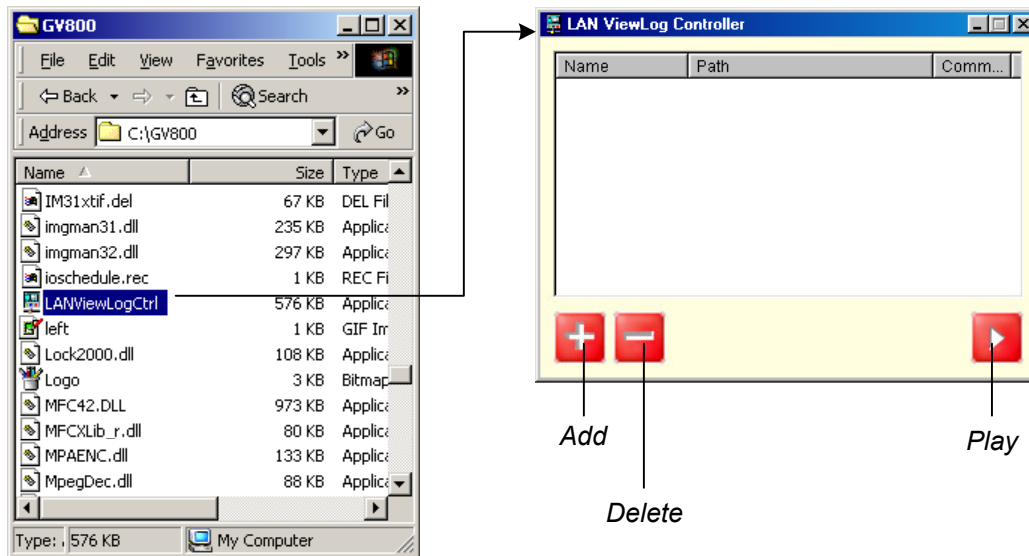 GV800
File Edit View Favorites Tools »
Back Search »
Address C:\GV800 Go
Name Size Type
IM31xtif.del 67 KB DEL Fil
imgman31.dll 235 KB Applica
imgman32.dll 297 KB Applica
ioschedule.rec 1 KB REC Fi
LANViewLogCtrl 576 KB Applica
left 1 KB GIF Im
Lock2000.dll 108 KB Applica
Logo 3 KB Bitmap
MFC42.DLL 973 KB Applica
MFCXLib_r.dll 80 KB Applica
MPAENC.dll 133 KB Applica
MpegDec.dll 88 KB Applica
Type: . 576 KB My Computer
LAN ViewLog Controller
Name Path Comm...
Add
Delete
Play